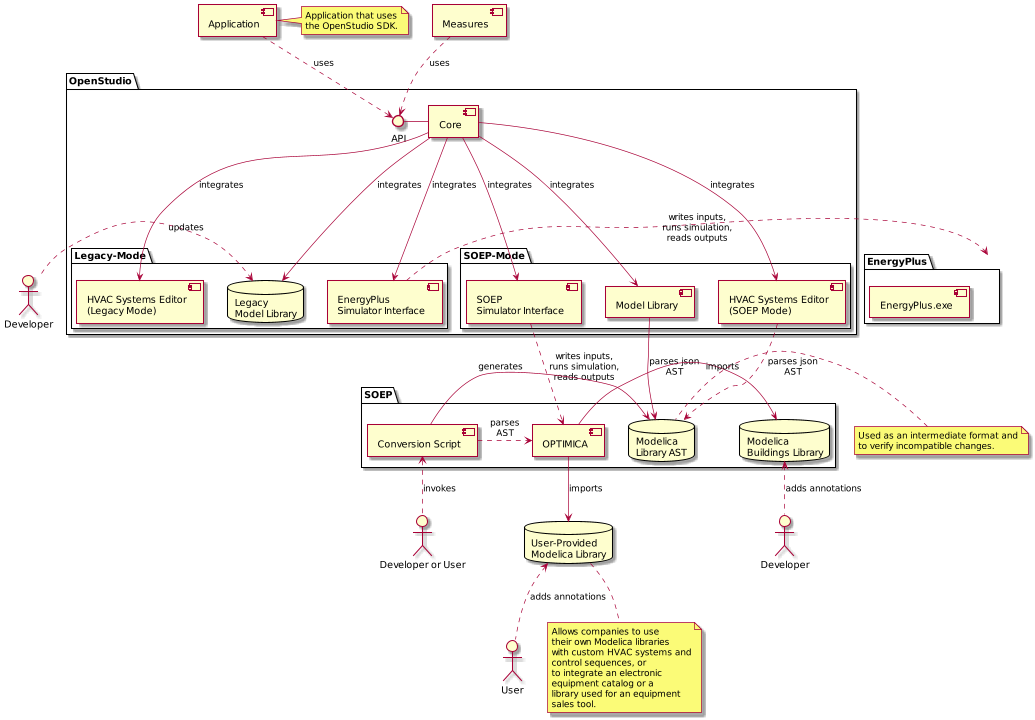 Application
Application that uses
the OpenStudio SDK.
Measures
uses
uses
OpenStudio
Core
API
integrates
integrates
integrates
integrates
integrates
integrates
updates
writes inputs,
runs simulation,
reads outputs
Legacy-Mode
SOEP-Mode
EnergyPlus
HVAC Systems Editor
(Legacy Mode)
Legacy
Model Library
EnergyPlus
Simulator Interface
SOEP
Simulator Interface
Model Library
HVAC Systems Editor
(SOEP Mode)
EnergyPlus.exe
Developer
generates
writes inputs,
runs simulation,
reads outputs
parses json
AST
imports
parses json
AST
SOEP
Conversion Script
parses
AST
OPTIMICA
Modelica
Library AST
Modelica
Buildings Library
Used as an intermediate format and
to verify incompatible changes.
invokes
imports
adds annotations
Developer or User
User-Provided
Modelica Library
Developer
adds annotations
User
Allows companies to use
their own Modelica libraries
with custom HVAC systems and
control sequences, or
to integrate an electronic
equipment catalog or a
library used for an equipment
sales tool.